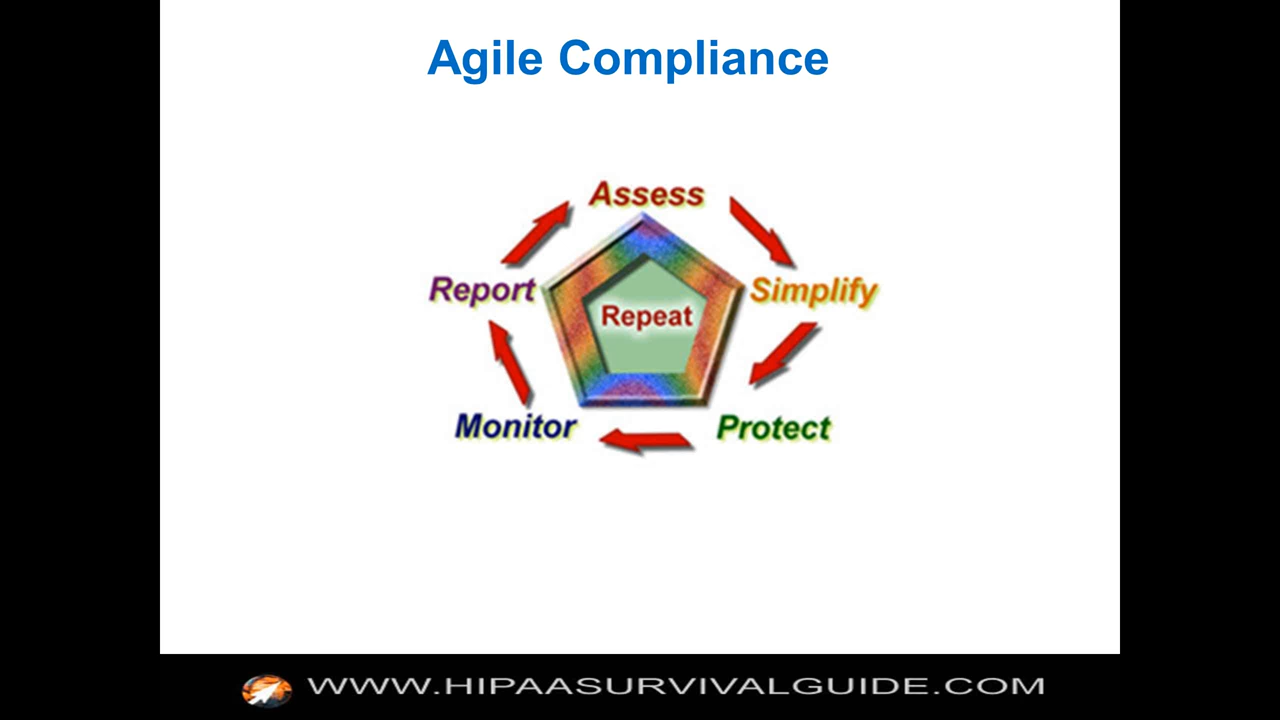 Agile Compliance
Assess
Report
Simplify
Repeat
Monitor
Protect
WWW.HIPAASURVIVALGUIDE.COM